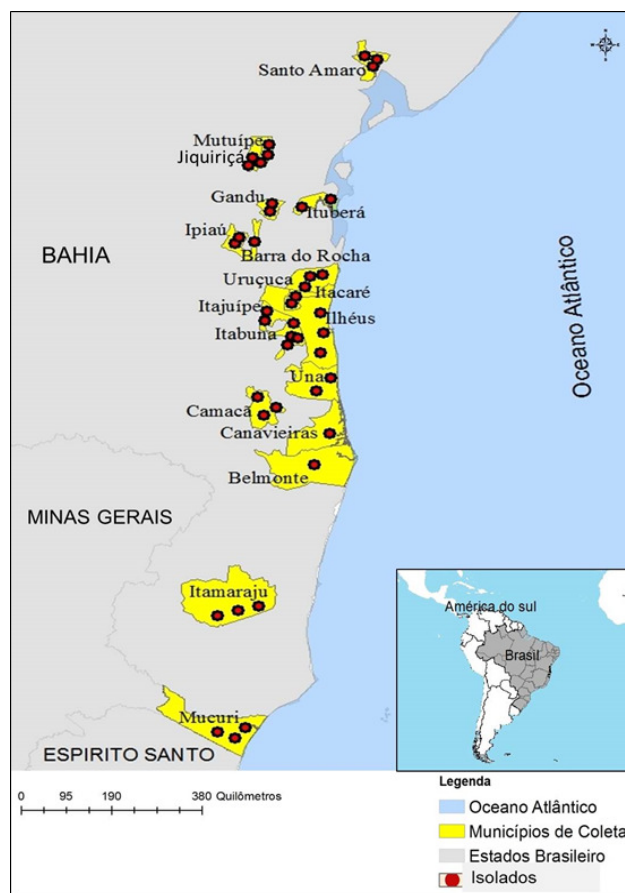 Santo Amaro
Mutuípe
Jiquiriçá
Gandu
Ituberá
Ipiaú
BAHIA
Barra do Rocha
Uruçuca
Itacaré
Itajuípe
Ilhéus
Itabuna
Oceano Atlântico
Una
Camacã
Canavieiras
Belmonte
MINAS GERAIS
Itamaraju
América do sul
Brasil
Mucuri
ESPIRITO SANTO
Legenda
0 95 190 380 Quilômetros
Oceano Atlântico
Municípios de Coleta
Estados Brasileiro
Isolados